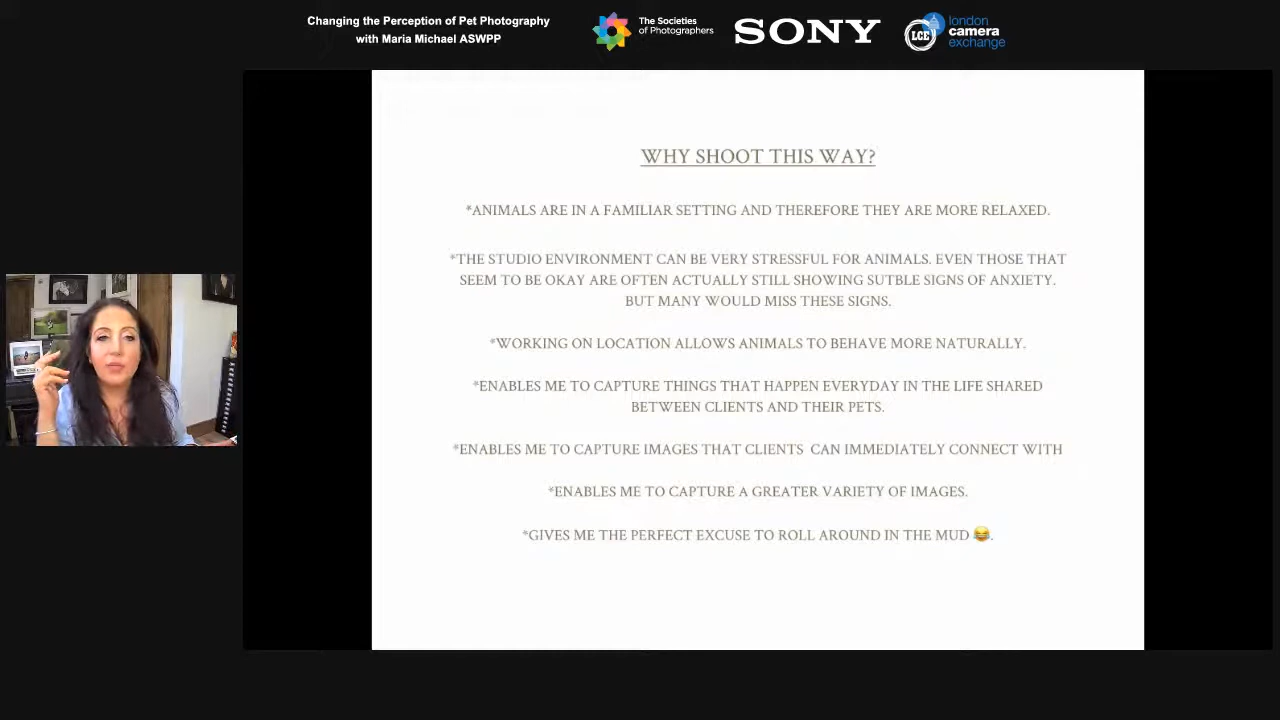 Changing the Perception of Pet Photography
with Maria Michael ASWPP
The Societies
of Photographers
SONY
LCE
london
camera
exchange
WHY SHOOT THIS WAY?
*ANIMALS ARE IN A FAMILIAR SETTING AND THEREFORE THEY ARE MORE RELAXED.
*THE STUDIO ENVIRONMENT CAN BE VERY STRESSFUL FOR ANIMALS. EVEN THOSE THAT
SEEM TO BE OKAY ARE OFTEN ACTUALLY STILL SHOWING SUTBLE SIGNS OF ANXIETY.
BUT MANY WOULD MISS THESE SIGNS.
*WORKING ON LOCATION ALLOWS ANIMALS TO BEHAVE MORE NATURALLY.
*ENABLES ME TO CAPTURE THINGS THAT HAPPEN EVERYDAY IN THE LIFE SHARED
BETWEEN CLIENTS AND THEIR PETS.
*ENABLES ME TO CAPTURE IMAGES THAT CLIENTS  CAN IMMEDIATELY CONNECT WITH
*ENABLES ME TO CAPTURE A GREATER VARIETY OF IMAGES.
*GIVES ME THE PERFECT EXCUSE TO ROLL AROUND IN THE MUD 😂.